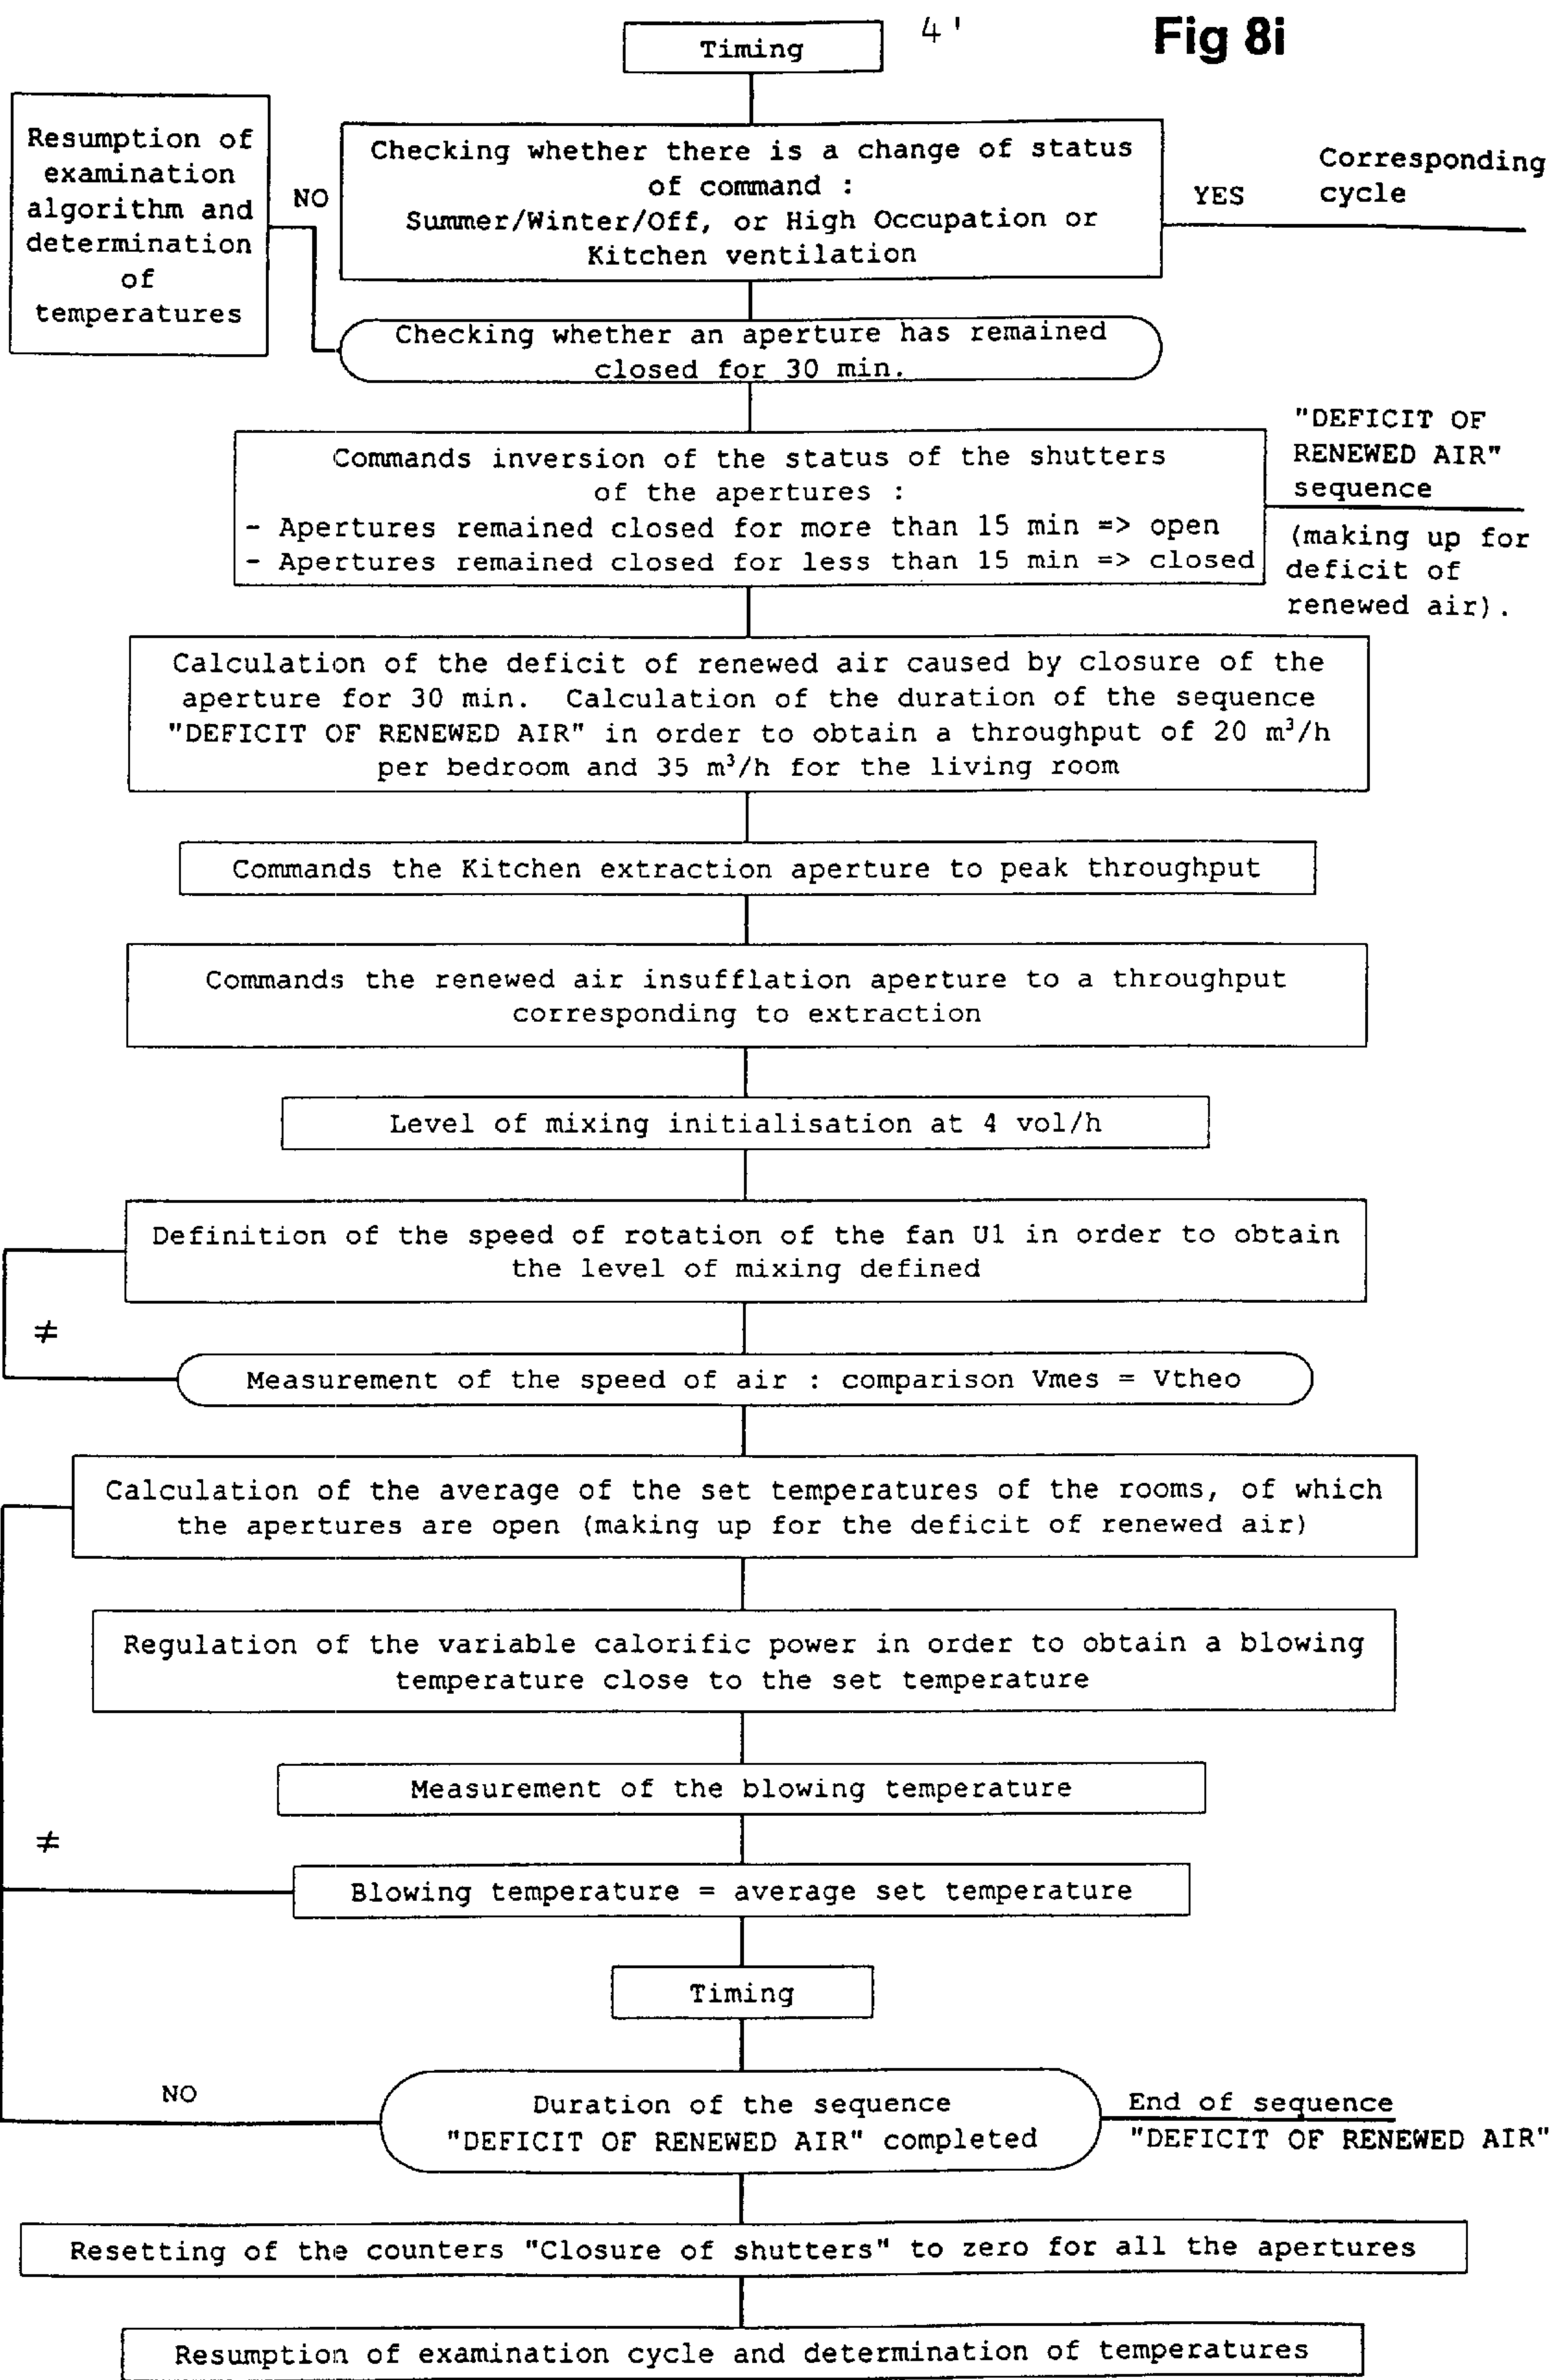 Timing
4'
Fig 8i
Resumption of
examination
algorithm and
determination
of
temperatures
NO
Checking whether there is a change of status
of command :
Summer/Winter/Off, or High Occupation or
Kitchen ventilation
YES
Corresponding
cycle
Checking whether an aperture has remained
closed for 30 min.
Commands inversion of the status of the shutters
of the apertures :
- Apertures remained closed for more than 15 min => open
- Apertures remained closed for less than 15 min => closed
"DEFICIT OF
RENEWED AIR"
sequence
(making up for
deficit of
renewed air).
Calculation of the deficit of renewed air caused by closure of the
aperture for 30 min. Calculation of the duration of the sequence
"DEFICIT OF RENEWED AIR" in order to obtain a throughput of 20 m³/h
per bedroom and 35 m³/h for the living room
Commands the Kitchen extraction aperture to peak throughput
Commands the renewed air insufflation aperture to a throughput
corresponding to extraction
Level of mixing initialisation at 4 vol/h
Definition of the speed of rotation of the fan U1 in order to obtain
the level of mixing defined
≠
Measurement of the speed of air : comparison Vmes = Vtheo
Calculation of the average of the set temperatures of the rooms, of which
the apertures are open (making up for the deficit of renewed air)
Regulation of the variable calorific power in order to obtain a blowing
temperature close to the set temperature
Measurement of the blowing temperature
≠
Blowing temperature = average set temperature
Timing
NO
Duration of the sequence
"DEFICIT OF RENEWED AIR" completed
End of sequence
"DEFICIT OF RENEWED AIR"
Resetting of the counters "Closure of shutters" to zero for all the apertures
Resumption of examination cycle and determination of temperatures